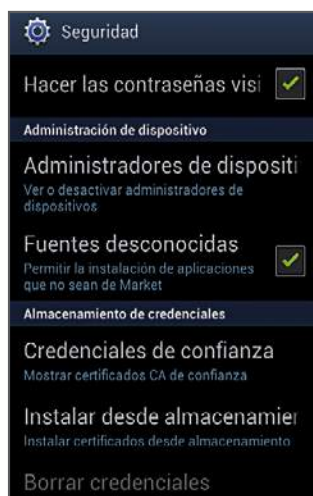 Seguridad
Hacer las contraseñas visi
Administración de dispositivo
Administradores de dispositi
Ver o desactivar administradores de
dispositivos
Fuentes desconocidas
Permitir la instalación de aplicaciones
que no sean de Market
Almacenamiento de credenciales
Credenciales de confianza
Mostrar certificados CA de confianza
Instalar desde almacenamier
Instalar certificados desde almacenamiento
Borrar credenciales